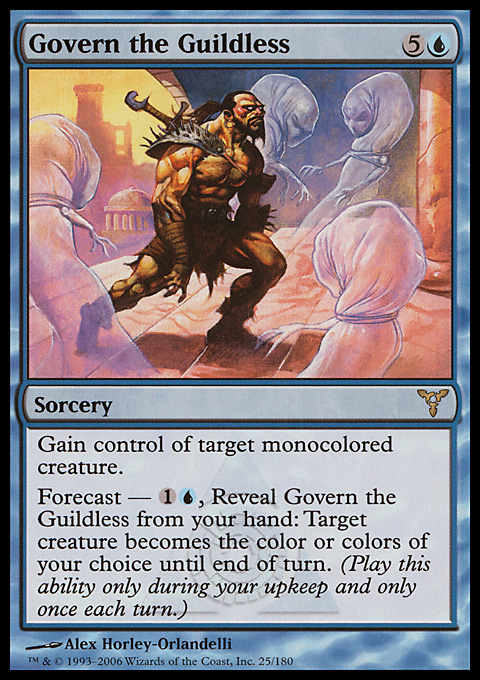 Govern the Guildless 5
Sorcery
Gain control of target monocolored
creature.
Forecast — 1 , Reveal Govern the
Guildless from your hand: Target
creature becomes the color or colors of
your choice until end of turn. (Play this
ability only during your upkeep and only
once each turn.)
Alex Horley-Orlandelli
™ & © 1993–2006 Wizards of the Coast, Inc. 25/180